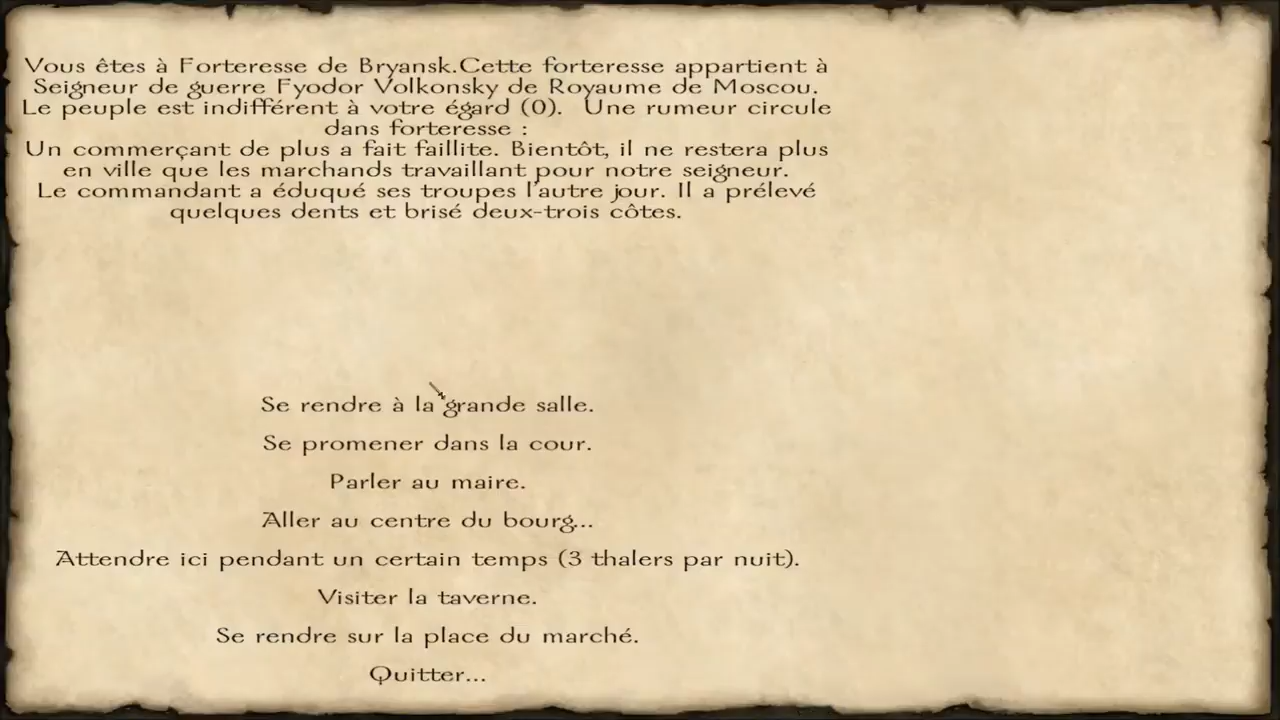 Vous êtes à Forteresse de Bryansk.Cette forteresse appartient à
Seigneur de guerre Fyodor Volkonsky de Royaume de Moscou.
Le peuple est indifférent à votre égard (0).  Une rumeur circule
dans forteresse :
Un commerçant de plus a fait faillite. Bientôt, il ne restera plus
en ville que les marchands travaillant pour notre seigneur.
Le commandant a éduqué ses troupes l'autre jour. Il a prélevé
quelques dents et brisé deux-trois côtes.
Se rendre à la grande salle.
Se promener dans la cour.
Parler au maire.
Aller au centre du bourg...
Attendre ici pendant un certain temps (3 thalers par nuit).
Visiter la taverne.
Se rendre sur la place du marché.
Quitter...